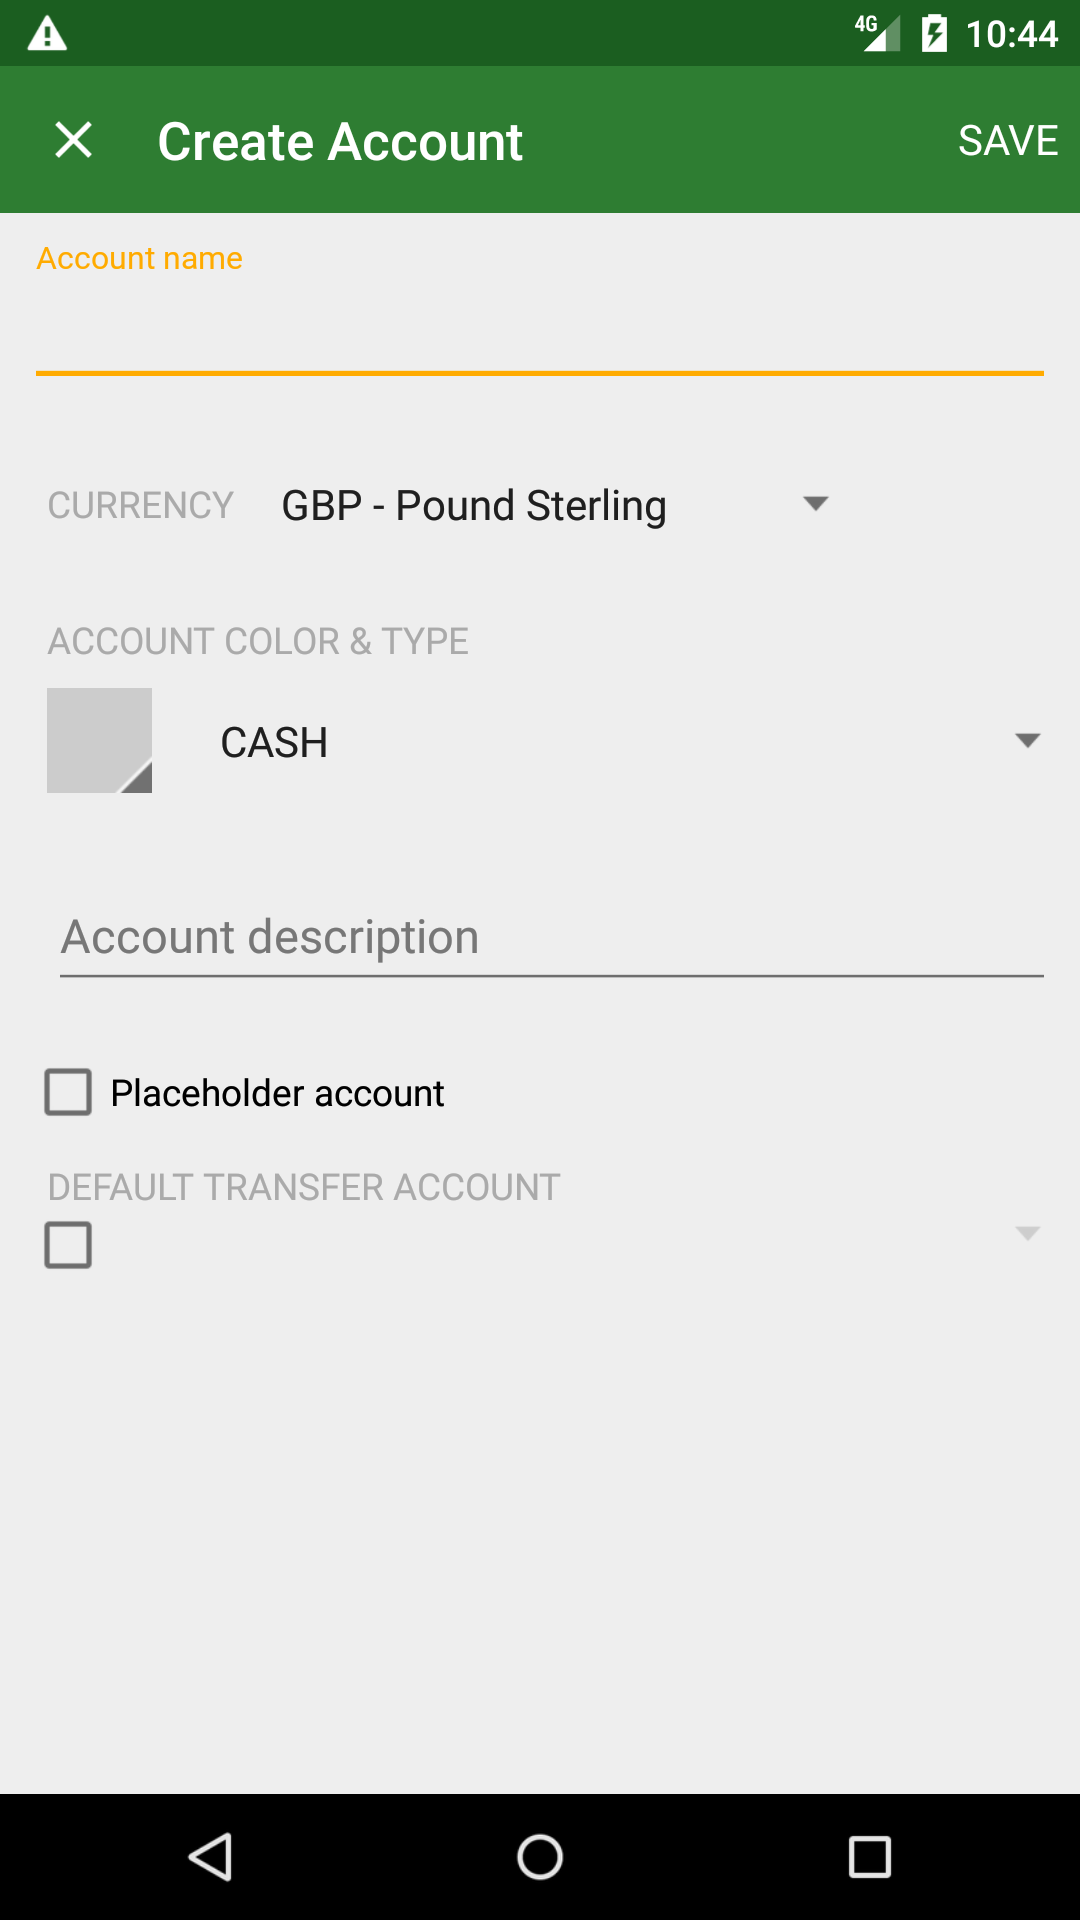 4G 10:44
Create Account SAVE
Account name
CURRENCY GBP - Pound Sterling
ACCOUNT COLOR & TYPE
CASH
Account description
Placeholder account
DEFAULT TRANSFER ACCOUNT